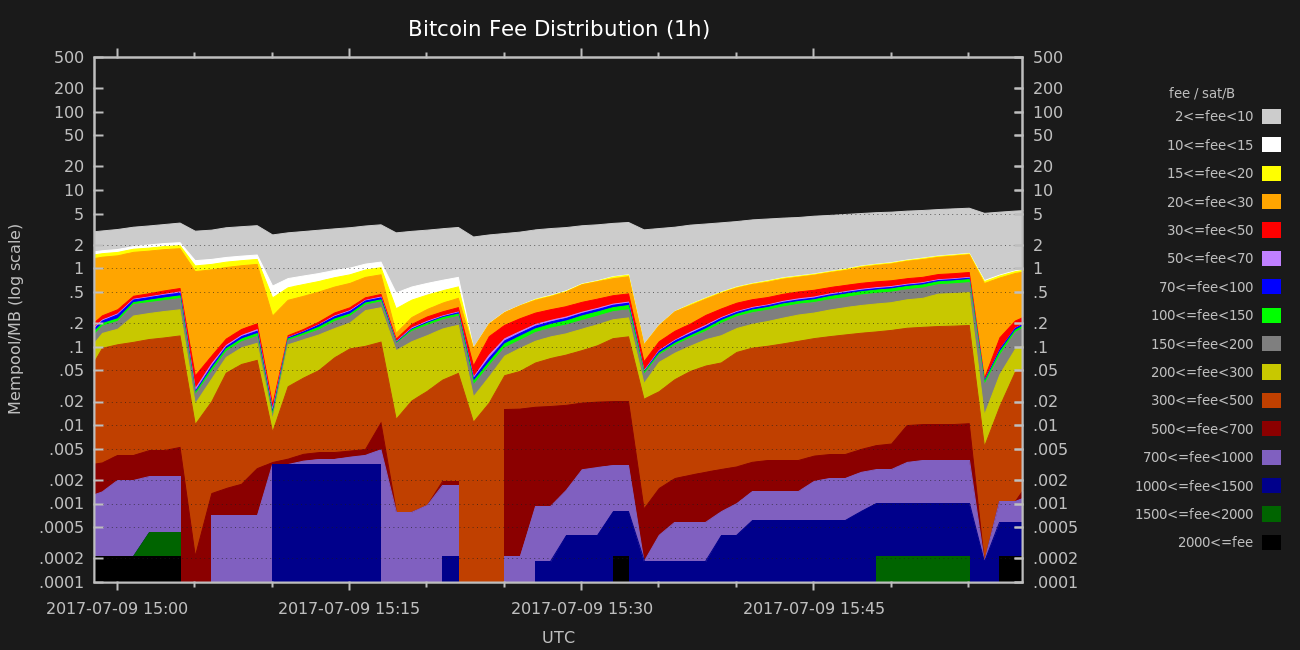 Bitcoin Fee Distribution (1h)
Mempool/MB (log scale)
500
200
100
50
20
10
5
2
1
.5
.2
.1
.05
.02
.01
.005
.002
.001
.0005
.0002
.0001
500
200
100
50
20
10
5
2
1
.5
.2
.1
.05
.02
.01
.005
.002
.001
.0005
.0002
.0001
fee / sat/B
2<=fee<10
10<=fee<15
15<=fee<20
20<=fee<30
30<=fee<50
50<=fee<70
70<=fee<100
100<=fee<150
150<=fee<200
200<=fee<300
300<=fee<500
500<=fee<700
700<=fee<1000
1000<=fee<1500
1500<=fee<2000
2000<=fee
2017-07-09 15:00
2017-07-09 15:15
2017-07-09 15:30
2017-07-09 15:45
UTC